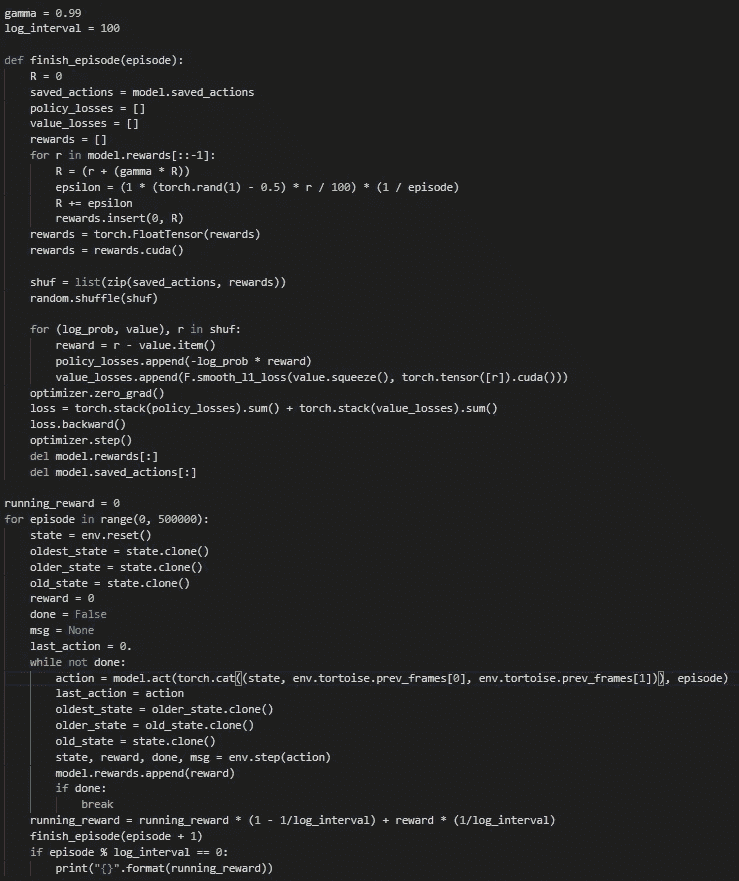 gamma = 0.99
log_interval = 100
def finish_episode(episode):
    R = 0
    saved_actions = model.saved_actions
    policy_losses = []
    value_losses = []
    rewards = []
    for r in model.rewards[::-1]:
        R = (r + (gamma * R))
        epsilon = (1 * (torch.rand(1) - 0.5) * r / 100) * (1 / episode)
        R += epsilon
        rewards.insert(0, R)
    rewards = torch.FloatTensor(rewards)
    rewards = rewards.cuda()
    shuf = list(zip(saved_actions, rewards))
    random.shuffle(shuf)
    for (log_prob, value), r in shuf:
        reward = r - value.item()
        policy_losses.append(-log_prob * reward)
        value_losses.append(F.smooth_l1_loss(value.squeeze(), torch.tensor([r]).cuda()))
    optimizer.zero_grad()
    loss = torch.stack(policy_losses).sum() + torch.stack(value_losses).sum()
    loss.backward()
    optimizer.step()
    del model.rewards[:]
    del model.saved_actions[:]
running_reward = 0
for episode in range(0, 500000):
    state = env.reset()
    oldest_state = state.clone()
    older_state = state.clone()
    old_state = state.clone()
    reward = 0
    done = False
    msg = None
    last_action = 0.
    while not done:
        action = model.act(torch.cat((state, env.tortoise.prev_frames[0], env.tortoise.prev_frames[1])), episode)
        last_action = action
        oldest_state = older_state.clone()
        older_state = old_state.clone()
        old_state = state.clone()
        state, reward, done, msg = env.step(action)
        model.rewards.append(reward)
        if done:
            break
    running_reward = running_reward * (1 - 1/log_interval) + reward * (1/log_interval)
    finish_episode(episode + 1)
    if episode % log_interval == 0:
        print("{}".format(running_reward))